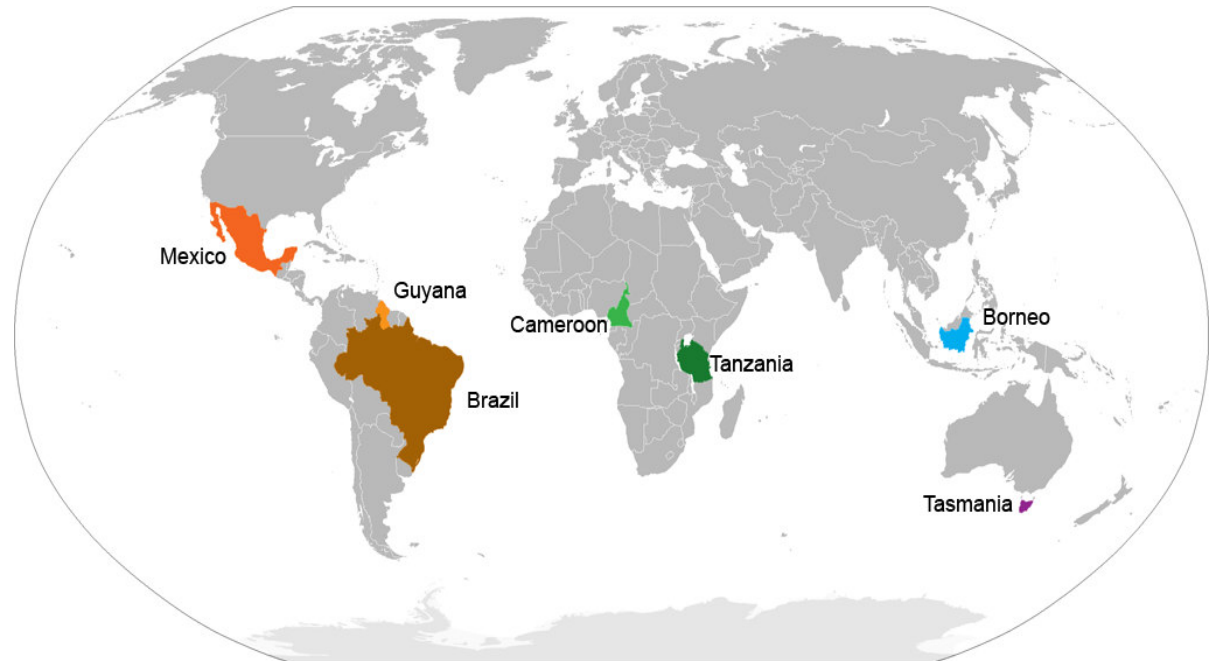 Mexico
Guyana
Cameroon
Borneo
Tanzania
Brazil
Tasmania